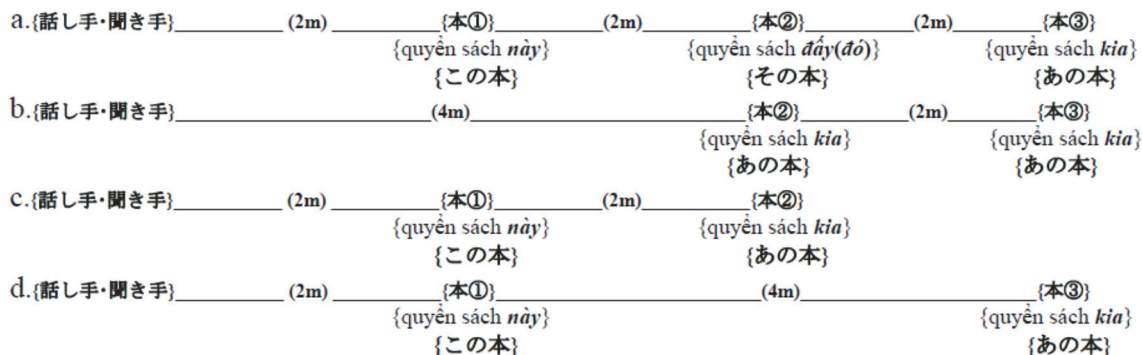 a.{話し手・聞き手}__________ (2m) __________{本①}__________(2m)__________{本②}__________(2m)________{本③}
{quyển sách này} {quyển sách đấy(đó)} {quyển sách kia}
{この本} {その本} {あの本}
b.{話し手・聞き手}________________________(4m)________________________{本②}__________(2m)________{本③}
{quyển sách kia} {quyển sách kia}
{あの本} {あの本}
c.{話し手・聞き手}__________ (2m) __________{本①}__________(2m)__________{本②}
{quyển sách này} {quyển sách kia}
{この本} {あの本}
d.{話し手・聞き手}__________ (2m) __________{本①}________________________(4m)______________________{本③}
{quyển sách này} {quyển sách kia}
{この本} {あの本}